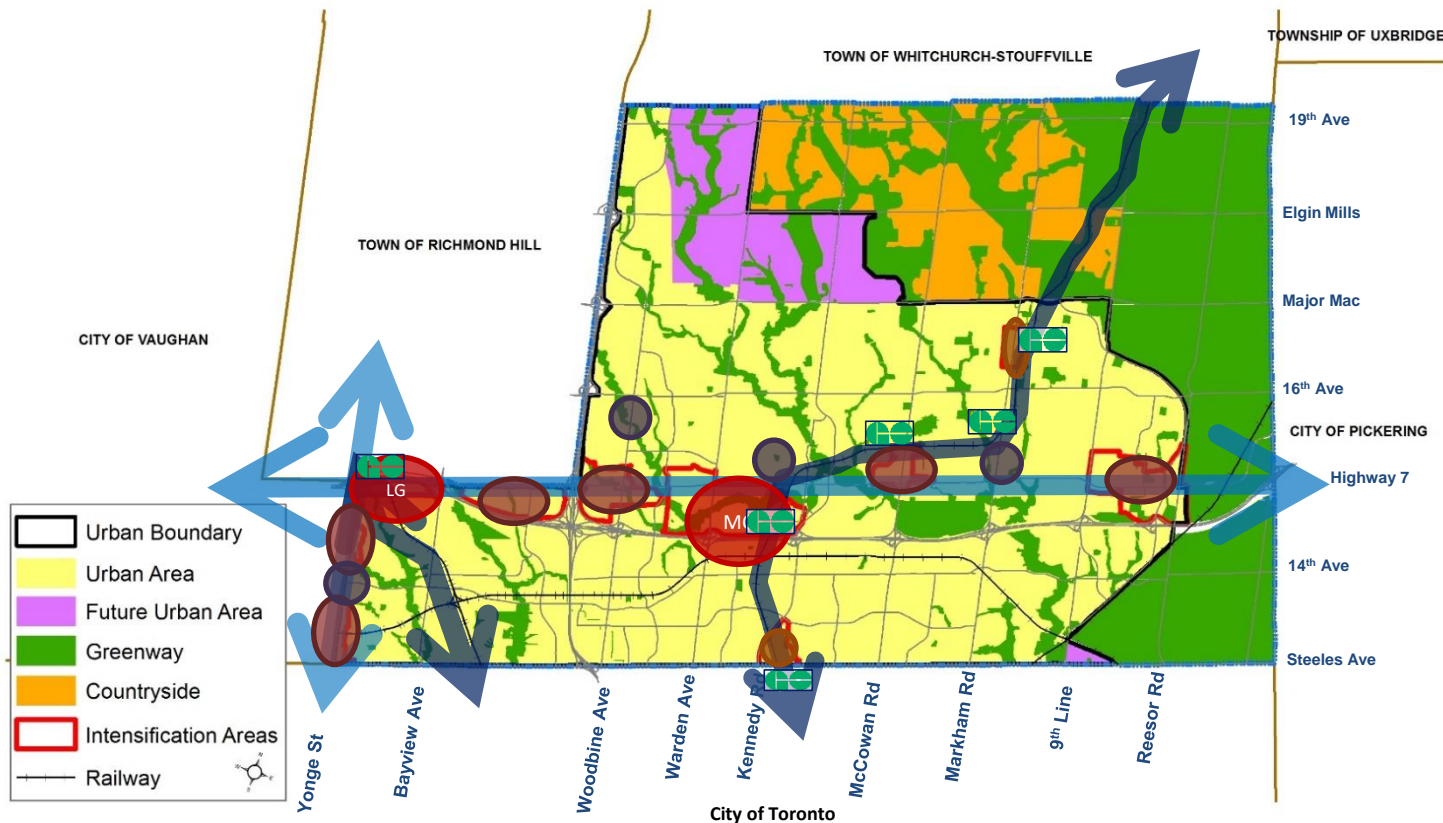 TOWNSHIP OF UXBRIDGE
TOWN OF WHITCHURCH-STOUFFVILLE
19th Ave
Elgin Mills
TOWN OF RICHMOND HILL
Major Mac
CITY OF VAUGHAN
16th Ave
CITY OF PICKERING
Highway 7
LG
Urban Boundary
Urban Area
Future Urban Area
Greenway
Countryside
Intensification Areas
Railway
14th Ave
Steeles Ave
Yonge St
Bayview Ave
Woodbine Ave
Warden Ave
Kennedy Rd
McCowan Rd
Markham Rd
9th Line
Reesor Rd
City of Toronto